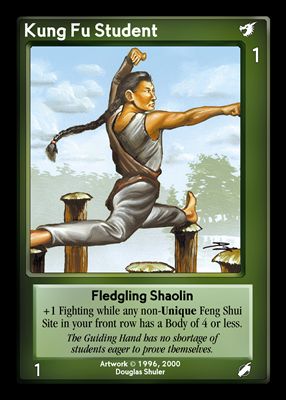 Kung Fu Student
1
Fledgling Shaolin
+1 Fighting while any non-Unique Feng Shui
Site in your front row has a Body of 4 or less.
The Guiding Hand has no shortage of
students eager to prove themselves.
1
Artwork © 1996, 2000
Douglas Shuler